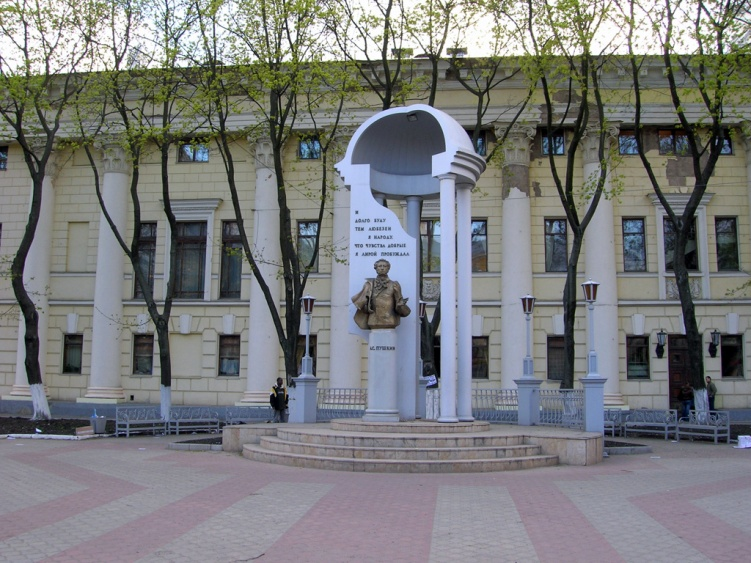 И
ДОЛГО БУДУ
ТЕМ ЛЮБЕЗЕН
Я НАРОДУ,
ЧТО ЧУВСТВА ДОБРЫЕ
Я ЛИРОЙ ПРОБУЖДАЛ
А.С.ПУШКИН